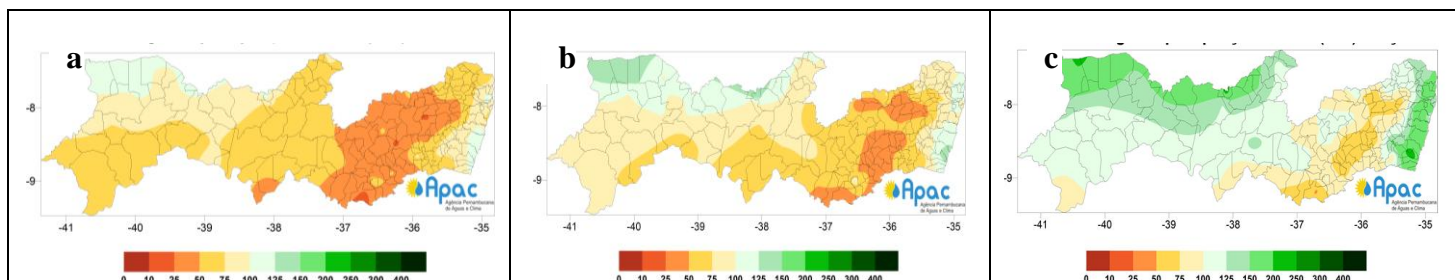 a
-8
-9
-41 -40 -39 -38 -37 -36 -35
Apac
Agência Pernambucana
de Águas e Clima
0 10 25 50 75 100 125 150 200 250 300 400
b
-8
-9
-41 -40 -39 -38 -37 -36 -35
Apac
Agência Pernambucana
de Águas e Clima
0 10 25 50 75 100 125 150 200 250 300 400
c
-8
-9
-41 -40 -39 -38 -37 -36 -35
Apac
Agência Pernambucana
de Águas e Clima
0 10 25 50 75 100 125 150 200 250 300 400